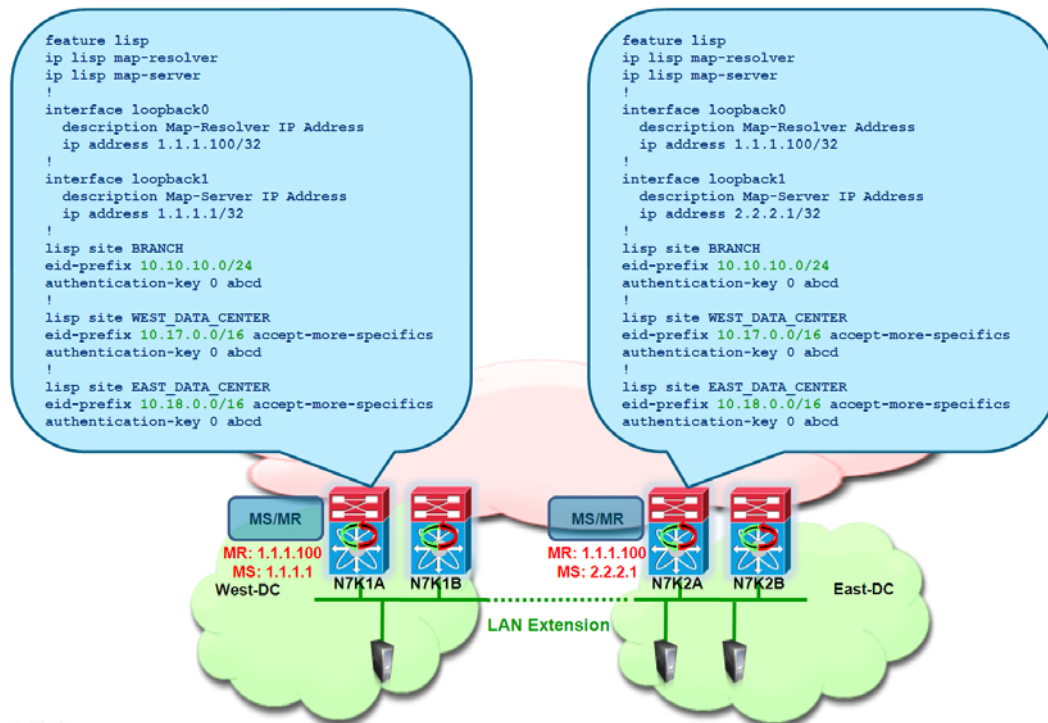 feature lisp
ip lisp map-resolver
ip lisp map-server
!
interface loopback0
  description Map-Resolver IP Address
  ip address 1.1.1.100/32
!
interface loopback1
  description Map-Server IP Address
  ip address 1.1.1.1/32
!
lisp site BRANCH
eid-prefix 10.10.10.0/24
authentication-key 0 abcd
!
lisp site WEST_DATA_CENTER
eid-prefix 10.17.0.0/16 accept-more-specifics
authentication-key 0 abcd
!
lisp site EAST_DATA_CENTER
eid-prefix 10.18.0.0/16 accept-more-specifics
authentication-key 0 abcd
feature lisp
ip lisp map-resolver
ip lisp map-server
!
interface loopback0
  description Map-Resolver Address
  ip address 1.1.1.100/32
!
interface loopback1
  description Map-Server IP Address
  ip address 2.2.2.1/32
!
lisp site BRANCH
eid-prefix 10.10.10.0/24
authentication-key 0 abcd
!
lisp site WEST_DATA_CENTER
eid-prefix 10.17.0.0/16 accept-more-specifics
authentication-key 0 abcd
!
lisp site EAST_DATA_CENTER
eid-prefix 10.18.0.0/16 accept-more-specifics
authentication-key 0 abcd
MS/MR
MR: 1.1.1.100
MS: 1.1.1.1
N7K1A
N7K1B
West-DC
MS/MR
MR: 1.1.1.100
MS: 2.2.2.1
N7K2A
N7K2B
East-DC
LAN Extension